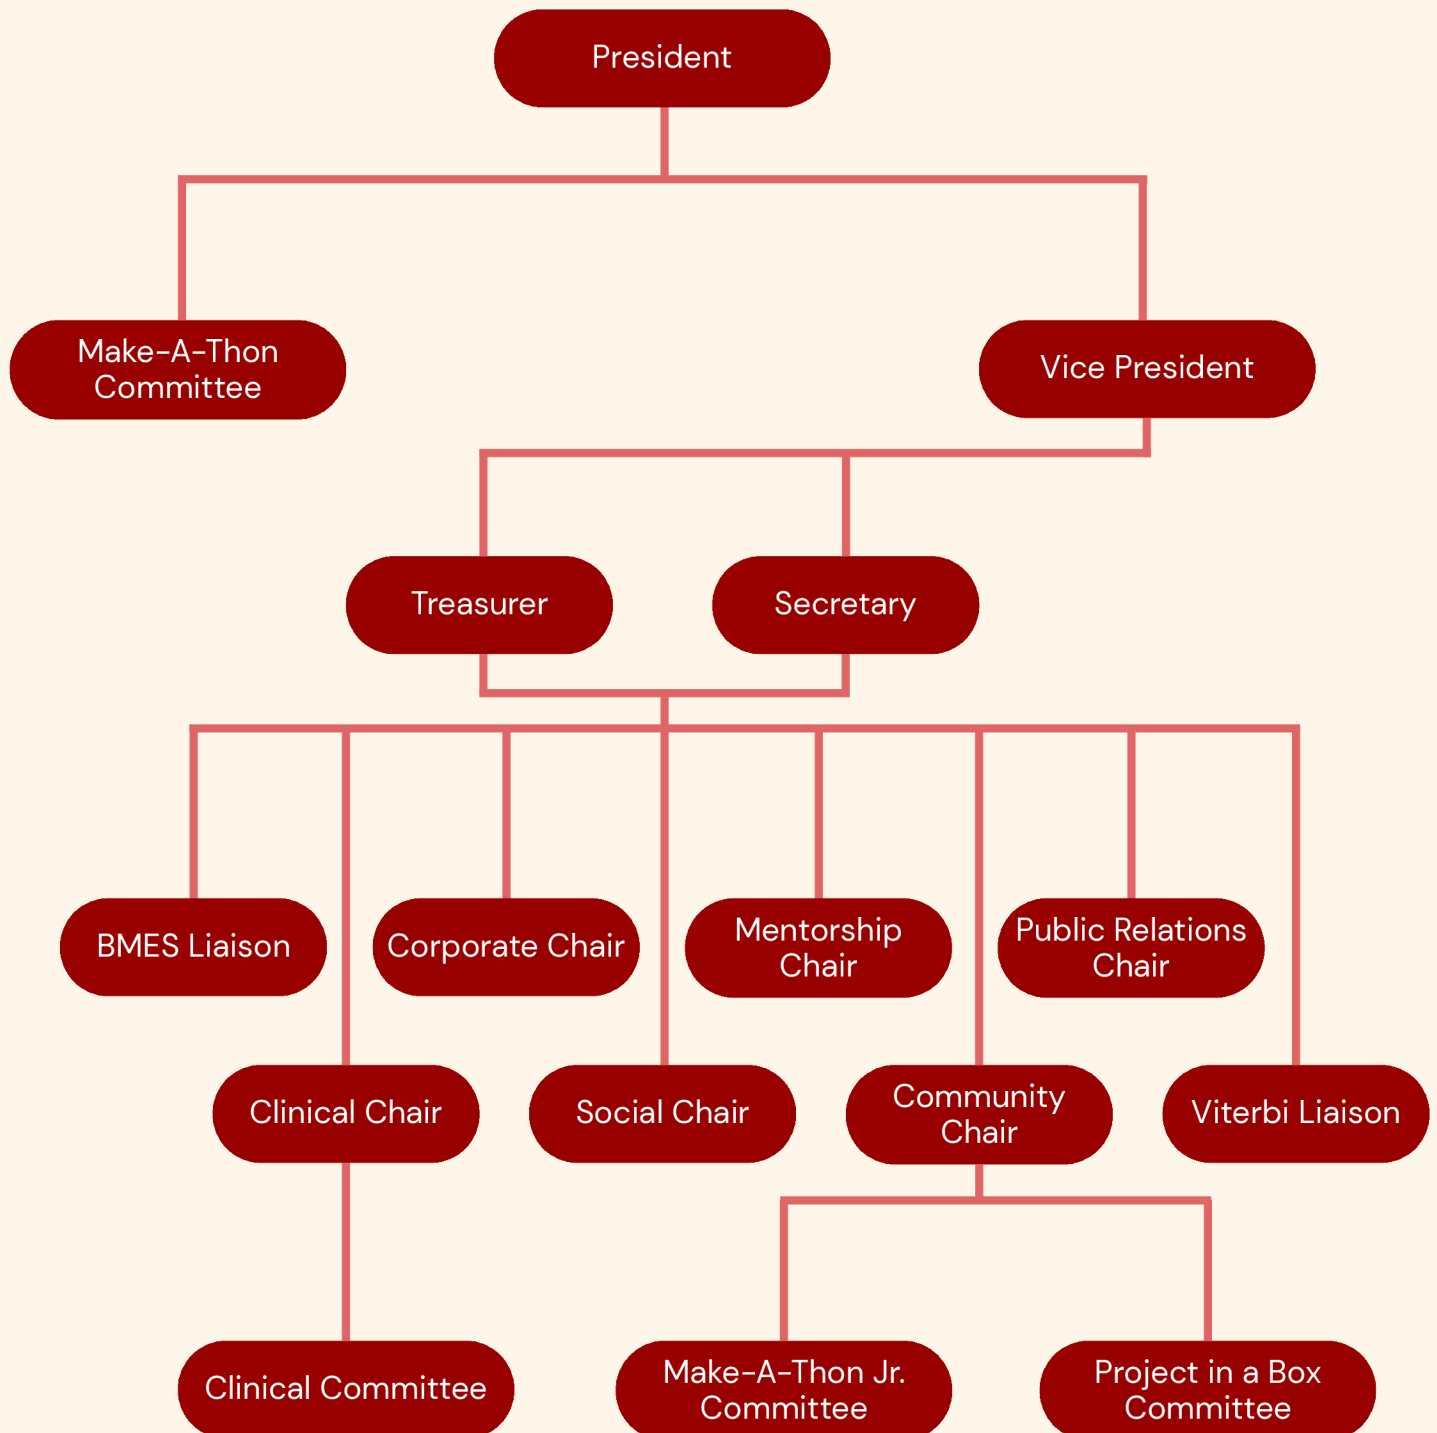 President
Make-A-Thon
Committee
Vice President
Treasurer
Secretary
BMES Liaison
Corporate Chair
Mentorship
Chair
Public Relations
Chair
Clinical Chair
Social Chair
Community
Chair
Viterbi Liaison
Clinical Committee
Make-A-Thon Jr.
Committee
Project in a Box
Committee